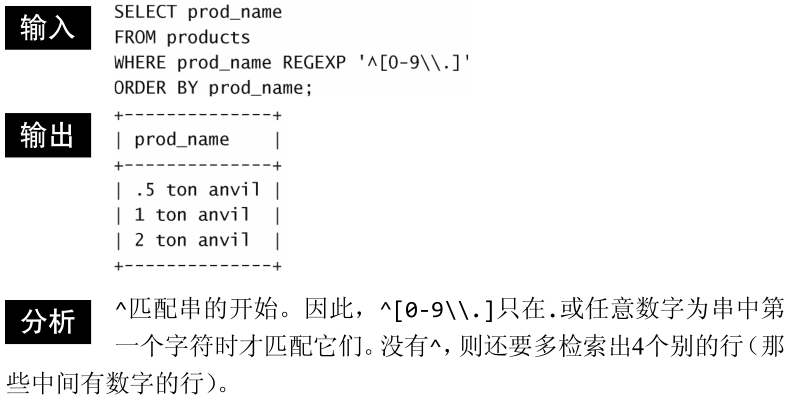 输入
SELECT prod_name
FROM products
WHERE prod_name REGEXP '^[0-9\\.]'
ORDER BY prod_name;
输出
+--------------+
| prod_name    |
+--------------+
| .5 ton anvil |
| 1 ton anvil  |
| 2 ton anvil  |
+--------------+
分析
^匹配串的开始。因此，^[0-9\\.]只在.或任意数字为串中第
一个字符时才匹配它们。没有^，则还要多检索出4个别的行（那
些中间有数字的行）。